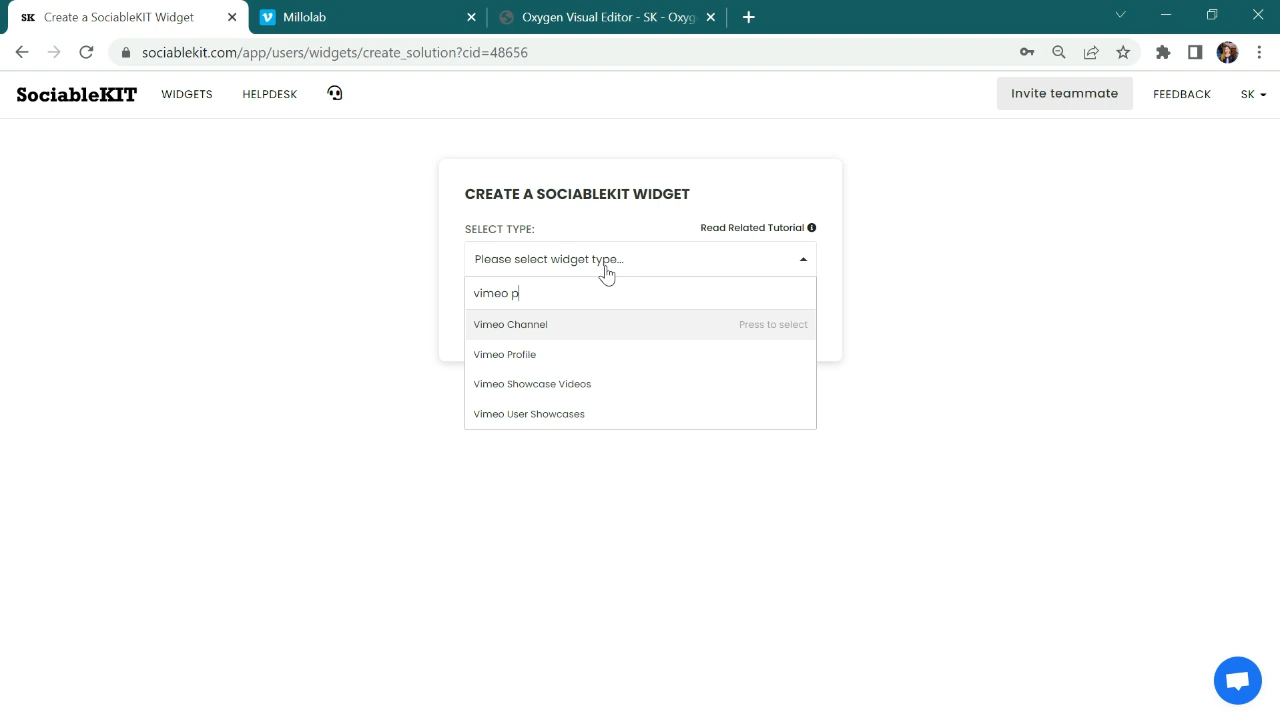 SK Create a SociableKIT Widget
Millolab
Oxygen Visual Editor - SK - Oxyg
sociablekit.com/app/users/widgets/create_solution?cid=48656
SociableKIT WIDGETS HELPDESK
Invite teammate FEEDBACK SK
CREATE A SOCIABLEKIT WIDGET
SELECT TYPE: Read Related Tutorial
Please select widget type...
vimeo p
Vimeo Channel Press to select
Vimeo Profile
Vimeo Showcase Videos
Vimeo User Showcases